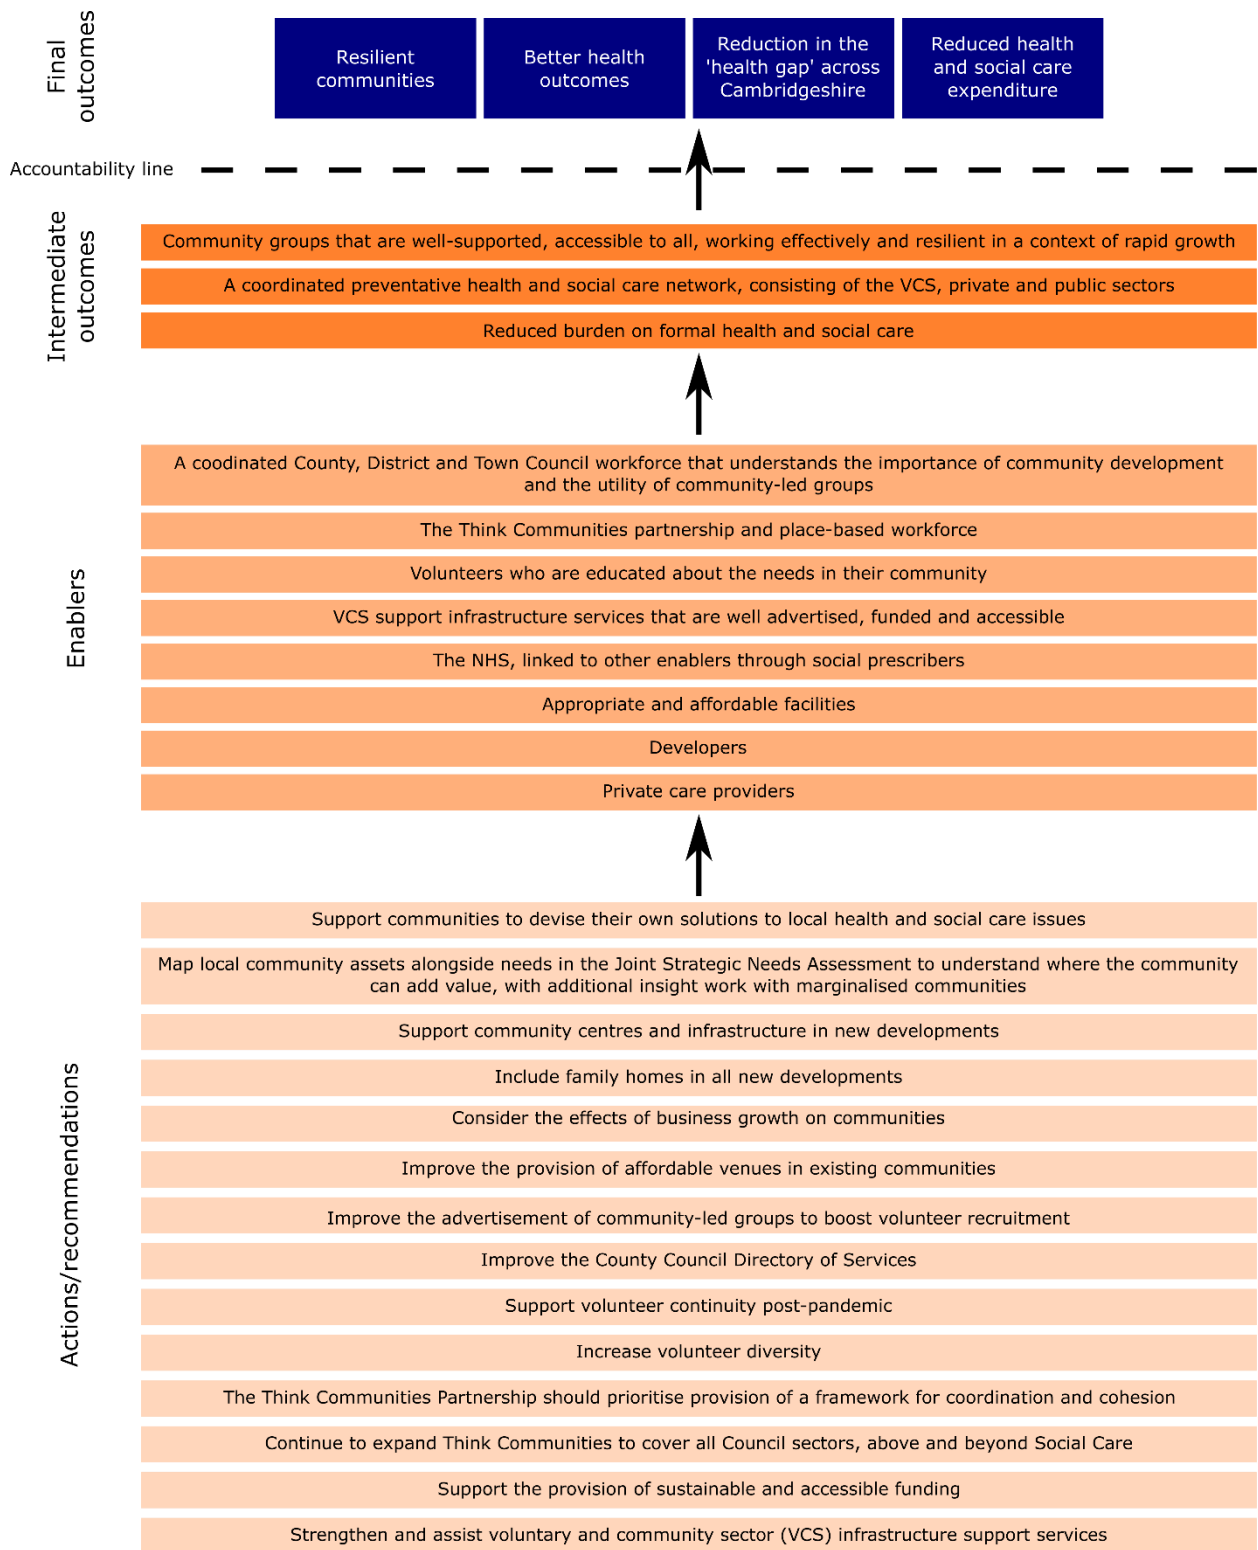 Final
outcomes
Resilient
communities
Better health
outcomes
Reduction in the
'health gap' across
Cambridgeshire
Reduced health
and social care
expenditure
Accountability line
Intermediate
outcomes
Community groups that are well-supported, accessible to all, working effectively and resilient in a context of rapid growth
A coordinated preventative health and social care network, consisting of the VCS, private and public sectors
Reduced burden on formal health and social care
Enablers
A coodinated County, District and Town Council workforce that understands the importance of community development
and the utility of community-led groups
The Think Communities partnership and place-based workforce
Volunteers who are educated about the needs in their community
VCS support infrastructure services that are well advertised, funded and accessible
The NHS, linked to other enablers through social prescribers
Appropriate and affordable facilities
Developers
Private care providers
Actions/recommendations
Support communities to devise their own solutions to local health and social care issues
Map local community assets alongside needs in the Joint Strategic Needs Assessment to understand where the community
can add value, with additional insight work with marginalised communities
Support community centres and infrastructure in new developments
Include family homes in all new developments
Consider the effects of business growth on communities
Improve the provision of affordable venues in existing communities
Improve the advertisement of community-led groups to boost volunteer recruitment
Improve the County Council Directory of Services
Support volunteer continuity post-pandemic
Increase volunteer diversity
The Think Communities Partnership should prioritise provision of a framework for coordination and cohesion
Continue to expand Think Communities to cover all Council sectors, above and beyond Social Care
Support the provision of sustainable and accessible funding
Strengthen and assist voluntary and community sector (VCS) infrastructure support services